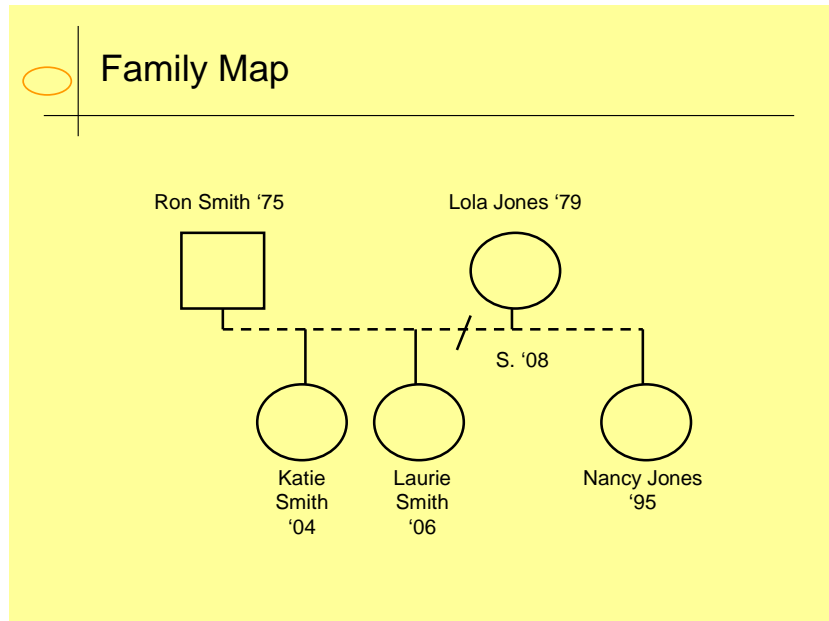 Family Map
Ron Smith ‘75
Lola Jones ‘79
S. ‘08
Katie
Smith
‘04
Laurie
Smith
‘06
Nancy Jones
‘95